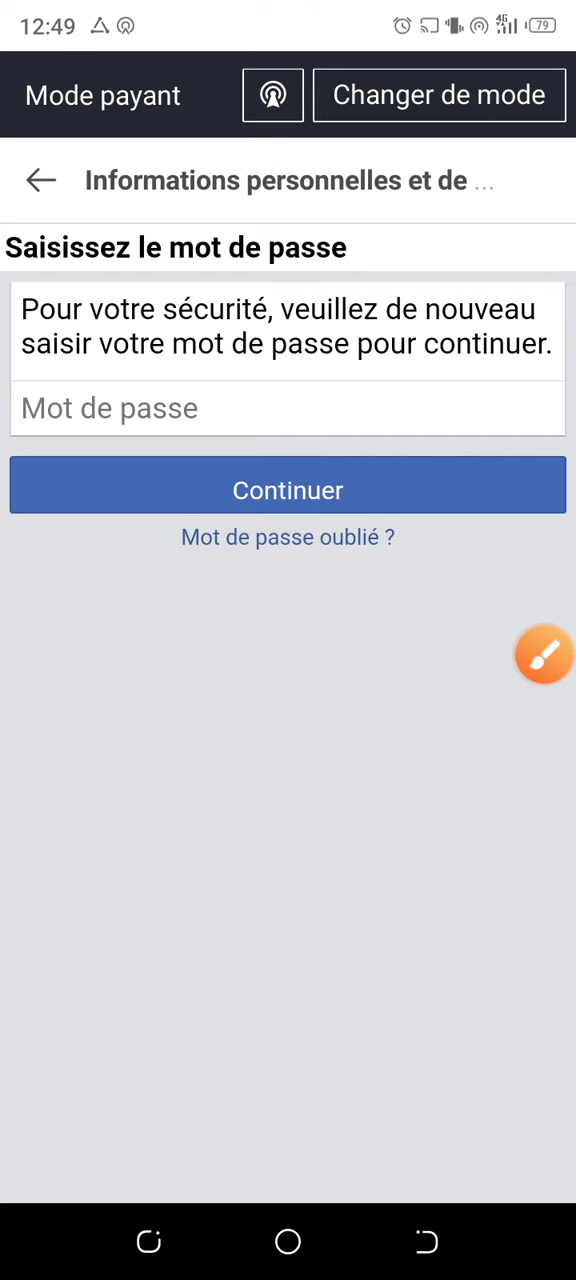 12:49
4G
79
Mode payant
Changer de mode
Informations personnelles et de ...
Saisissez le mot de passe
Pour votre sécurité, veuillez de nouveau
saisir votre mot de passe pour continuer.
Mot de passe
Continuer
Mot de passe oublié ?